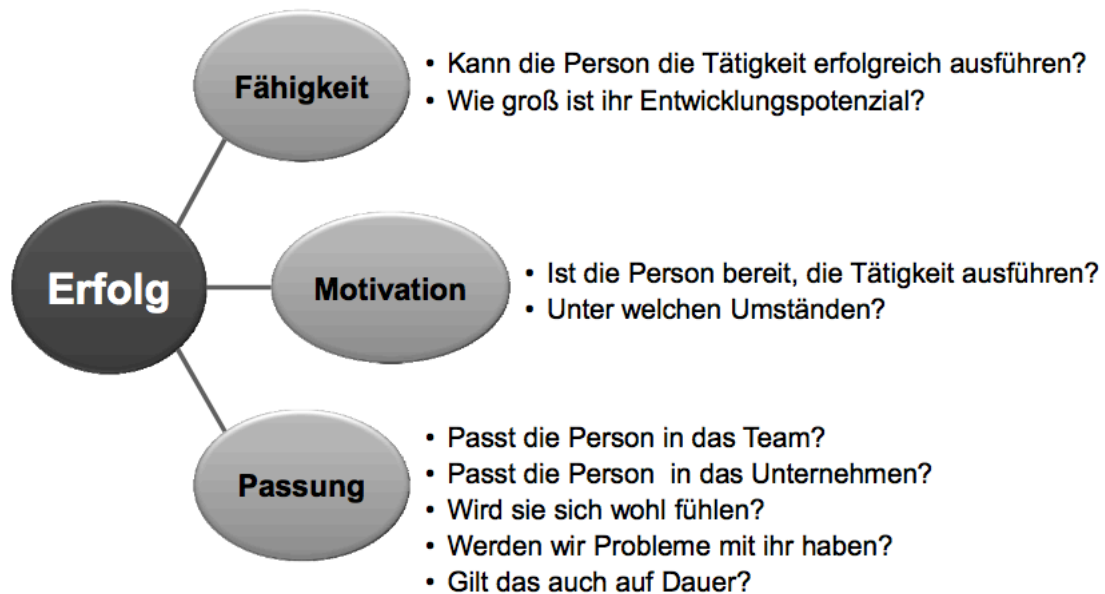 Erfolg
Fähigkeit
• Kann die Person die Tätigkeit erfolgreich ausführen?
• Wie groß ist ihr Entwicklungspotenzial?
Motivation
• Ist die Person bereit, die Tätigkeit ausführen?
• Unter welchen Umständen?
Passung
• Passt die Person in das Team?
• Passt die Person in das Unternehmen?
• Wird sie sich wohl fühlen?
• Werden wir Probleme mit ihr haben?
• Gilt das auch auf Dauer?